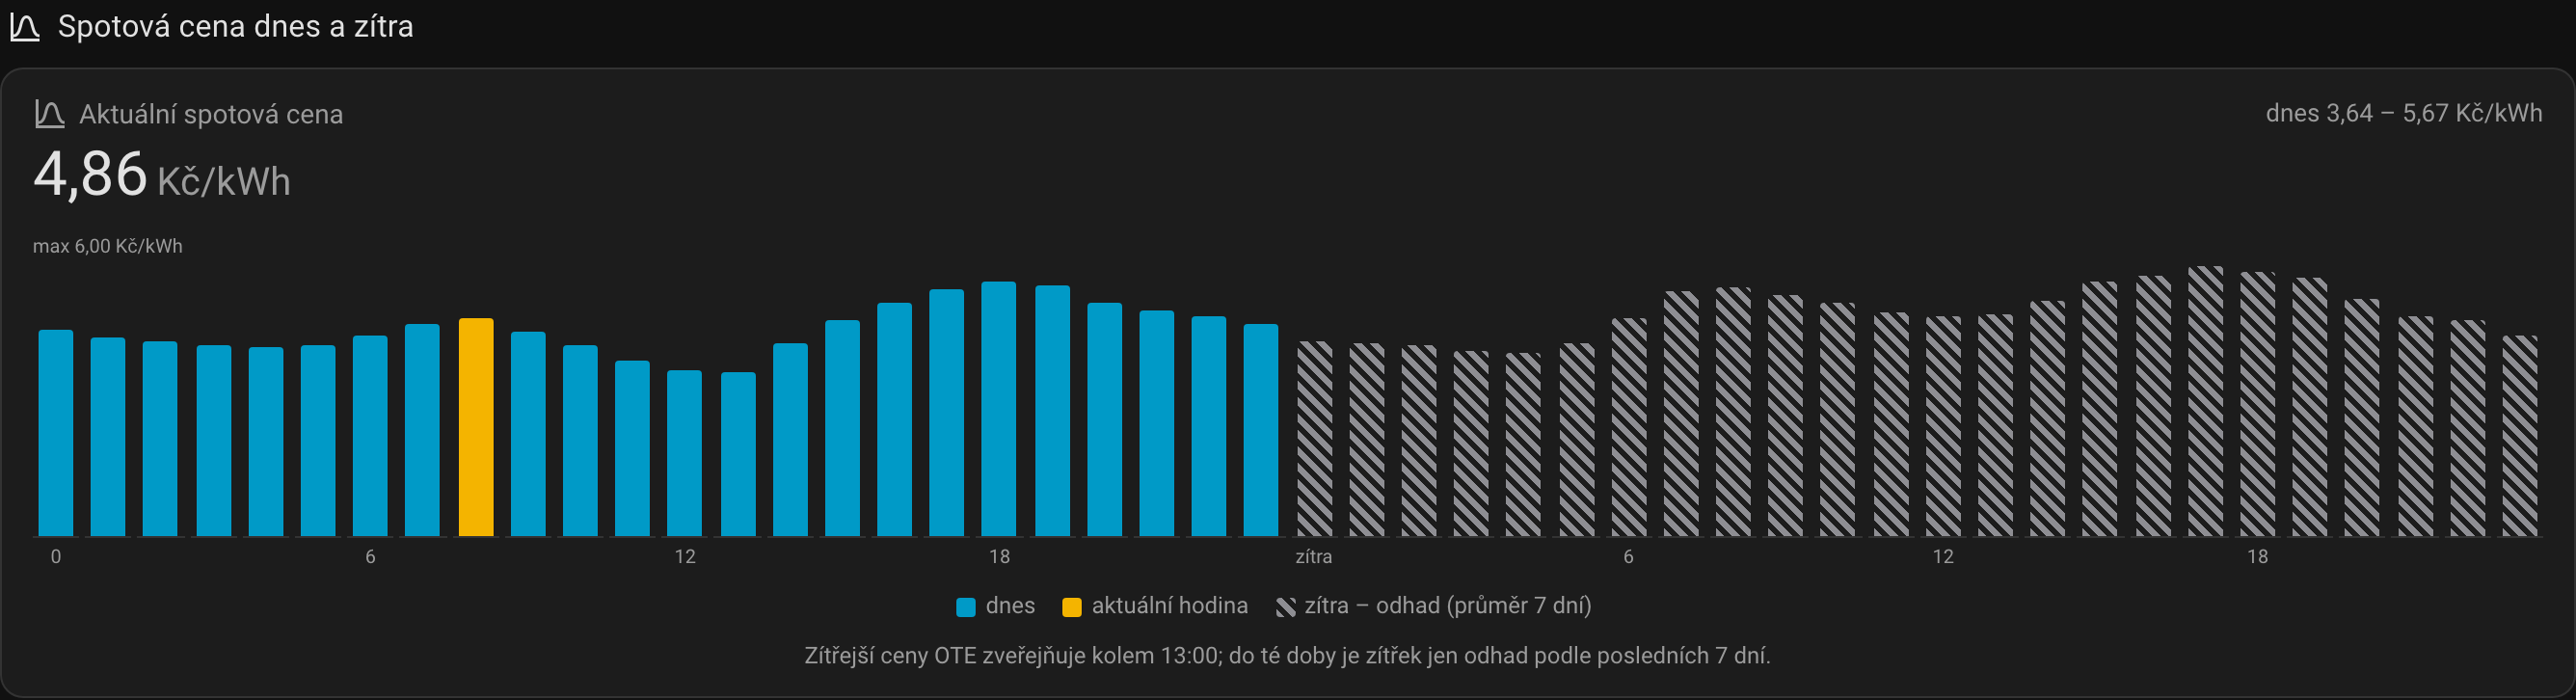 Spotová cena dnes a zítra
Aktuální spotová cena
dnes 3,64 – 5,67 Kč/kWh
4,86 Kč/kWh
max 6,00 Kč/kWh
0 6 12 18 zítra 6 12 18
dnes aktuální hodina zítra – odhad (průměr 7 dní)
Zítřejší ceny OTE zveřejňuje kolem 13:00; do té doby je zítřek jen odhad podle posledních 7 dní.